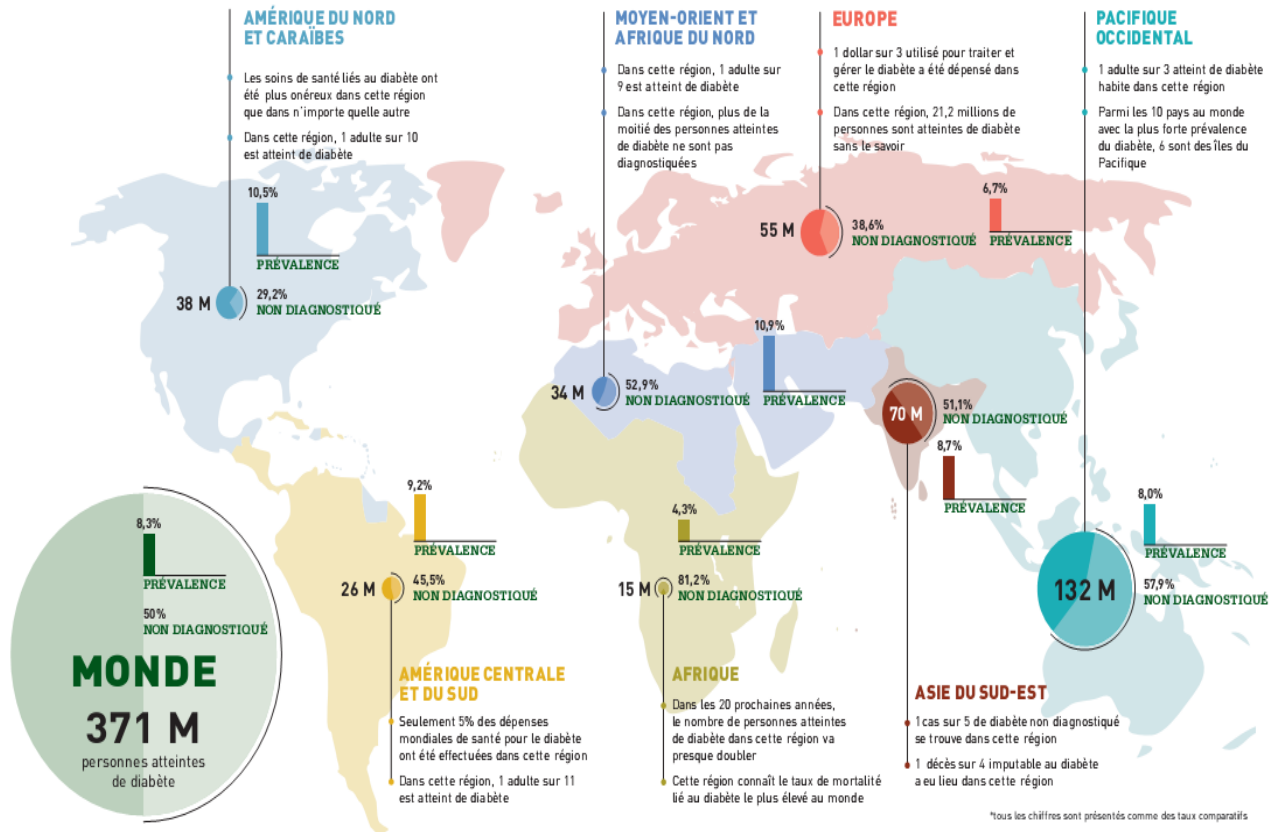 AMÉRIQUE DU NORD
ET CARAÏBES
Les soins de santé liés au diabète ont
été plus onéreux dans cette région
que dans n'importe quelle autre
Dans cette région, 1 adulte sur 10
est atteint de diabète
10,5%
PRÉVALENCE
38 M
29,2%
NON DIAGNOSTIQUÉ
MOYEN-ORIENT ET
AFRIQUE DU NORD
Dans cette région, 1 adulte sur
9 est atteint de diabète
Dans cette région, plus de la
moitié des personnes atteintes
de diabète ne sont pas
diagnostiquées
10,9%
PRÉVALENCE
34 M
52,9%
NON DIAGNOSTIQUÉ
EUROPE
1 dollar sur 3 utilisé pour traiter et
gérer le diabète a été dépensé dans
cette région
Dans cette région, 21,2 millions de
personnes sont atteintes de diabète
sans le savoir
55 M
38,6%
NON DIAGNOSTIQUÉ
6,7%
PRÉVALENCE
PACIFIQUE
OCCIDENTAL
1 adulte sur 3 atteint de diabète
habite dans cette région
Parmi les 10 pays au monde
avec la plus forte prévalence
du diabète, 6 sont des îles du
Pacifique
8,0%
PRÉVALENCE
132 M
57,9%
NON DIAGNOSTIQUÉ
70 M
51,1%
NON DIAGNOSTIQUÉ
8,7%
PRÉVALENCE
ASIE DU SUD-EST
1 cas sur 5 de diabète non diagnostiqué
se trouve dans cette région
1 décès sur 4 imputable au diabète
a eu lieu dans cette région
8,3%
PRÉVALENCE
50%
NON DIAGNOSTIQUÉ
MONDE
371 M
personnes atteintes
de diabète
9,2%
PRÉVALENCE
26 M
45,5%
NON DIAGNOSTIQUÉ
AMÉRIQUE CENTRALE
ET DU SUD
Seulement 5% des dépenses
mondiales de santé pour le diabète
ont été effectuées dans cette région
Dans cette région, 1 adulte sur 11
est atteint de diabète
4,3%
PRÉVALENCE
15 M
81,2%
NON DIAGNOSTIQUÉ
AFRIQUE
Dans les 20 prochaines années,
le nombre de personnes atteintes
de diabète dans cette région va
presque doubler
Cette région connaît le taux de mortalité
lié au diabète le plus élevé au monde
*tous les chiffres sont présentés comme des taux comparatifs